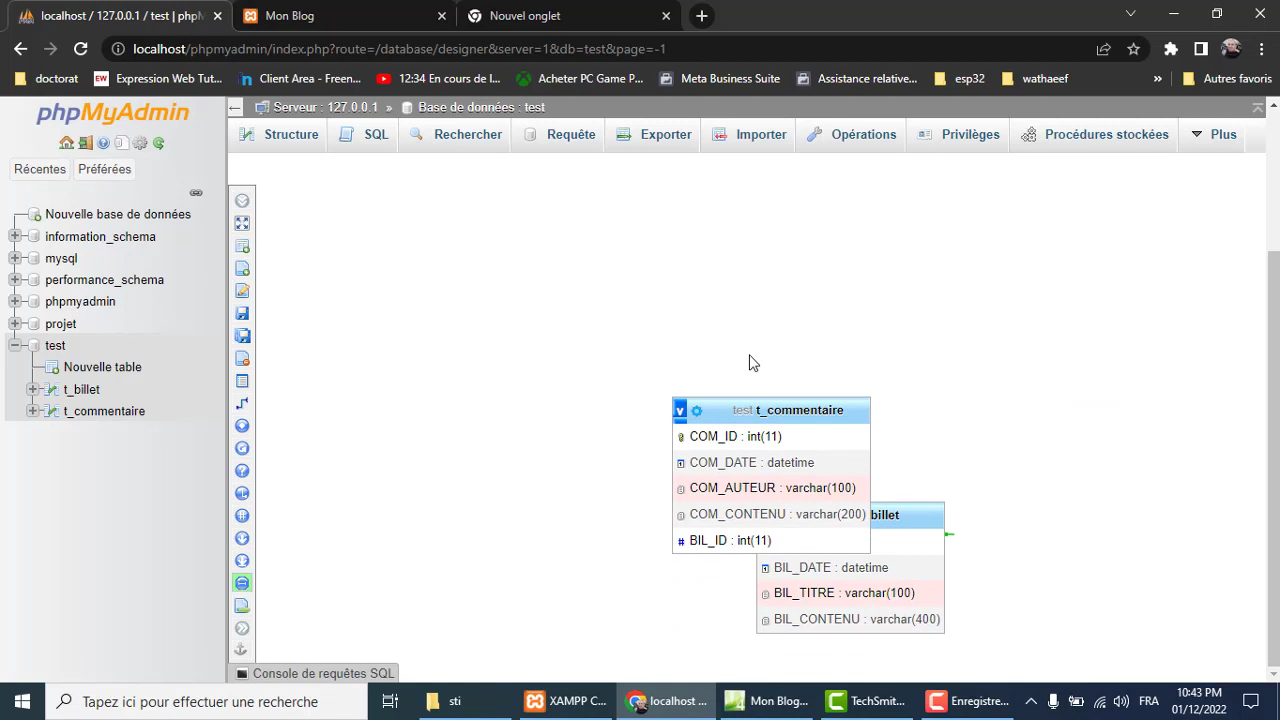 localhost / 127.0.0.1 / test | phpM
Mon Blog
Nouvel onglet
localhost/phpmyadmin/index.php?route=/database/designer&server=1&db=test&page=-1
doctorat
EW Expression Web Tut...
in Client Area - Freen...
12:34 En cours de l...
Acheter PC Game P...
Meta Business Suite
Assistance relative...
esp32
wathaeef
»
Autres favoris
phpMyAdmin
Récentes Préférées
Nouvelle base de données
information_schema
mysql
performance_schema
phpmyadmin
projet
test
Nouvelle table
t_billet
t_commentaire
Serveur : 127.0.0.1 » Base de données : test
Structure SQL Rechercher Requête Exporter Importer Opérations Privilèges Procédures stockées Plus
v test t_commentaire
COM_ID : int(11)
COM_DATE : datetime
COM_AUTEUR : varchar(100)
COM_CONTENU : varchar(200)
BIL_ID : int(11)
billet
BIL_DATE : datetime
BIL_TITRE : varchar(100)
BIL_CONTENU : varchar(400)
Console de requêtes SQL
Tapez ici pour effectuer une recherche
sti
XAMPP C...
localhost ...
Mon Blog...
TechSmit...
Enregistre...
FRA
10:43 PM
01/12/2022